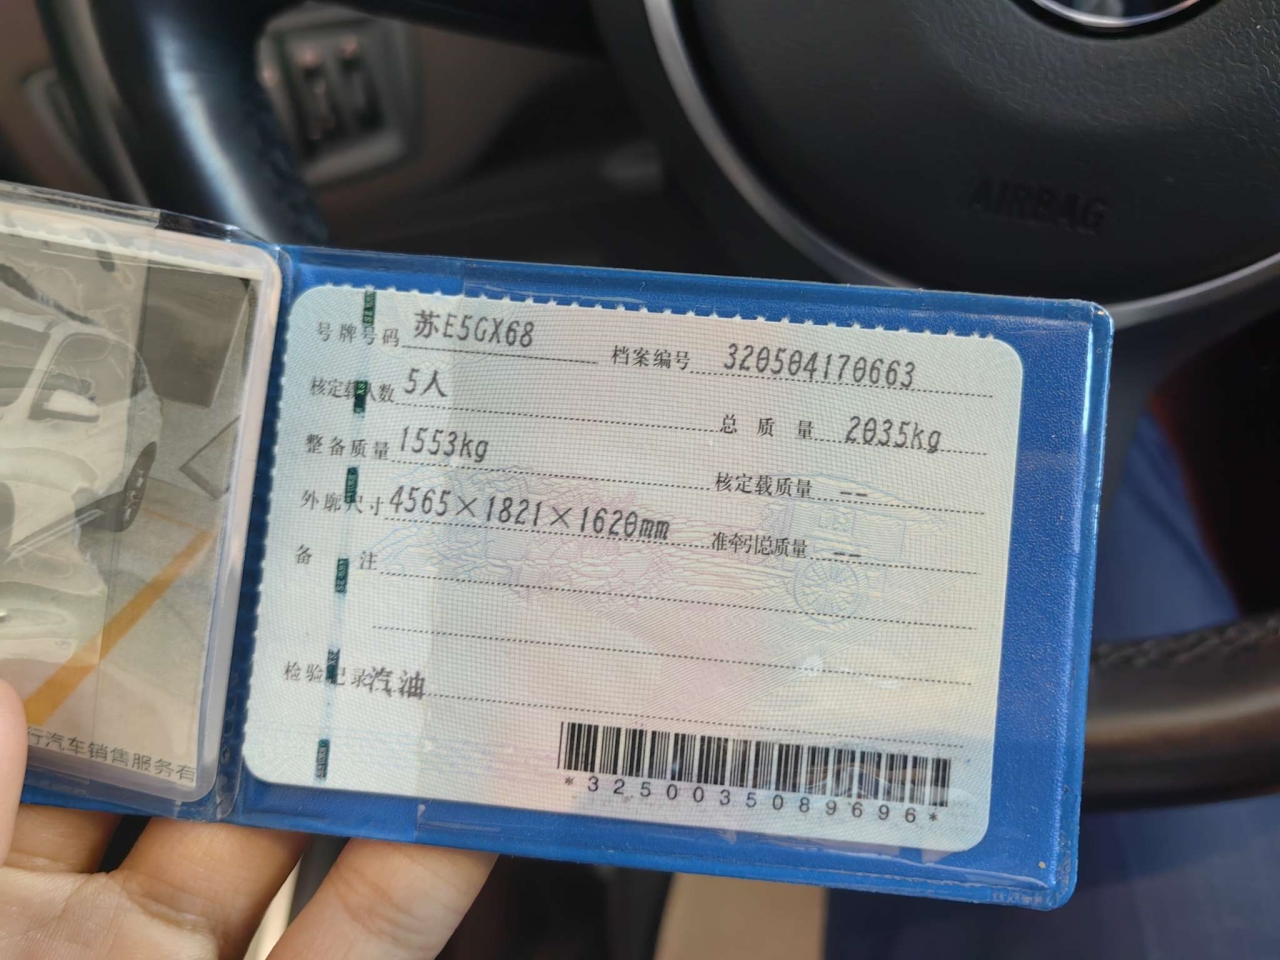 AIRBAG
号牌号码 苏E5GX68 档案编号 320504170663
核定载人数 5人 总质量 2035kg
整备质量 1553kg 核定载质量 --
外廓尺寸 4565×1821×1620mm 准牵引总质量 --
备注
检验记录 汽油
*3250035089696*
行汽车销售服务有